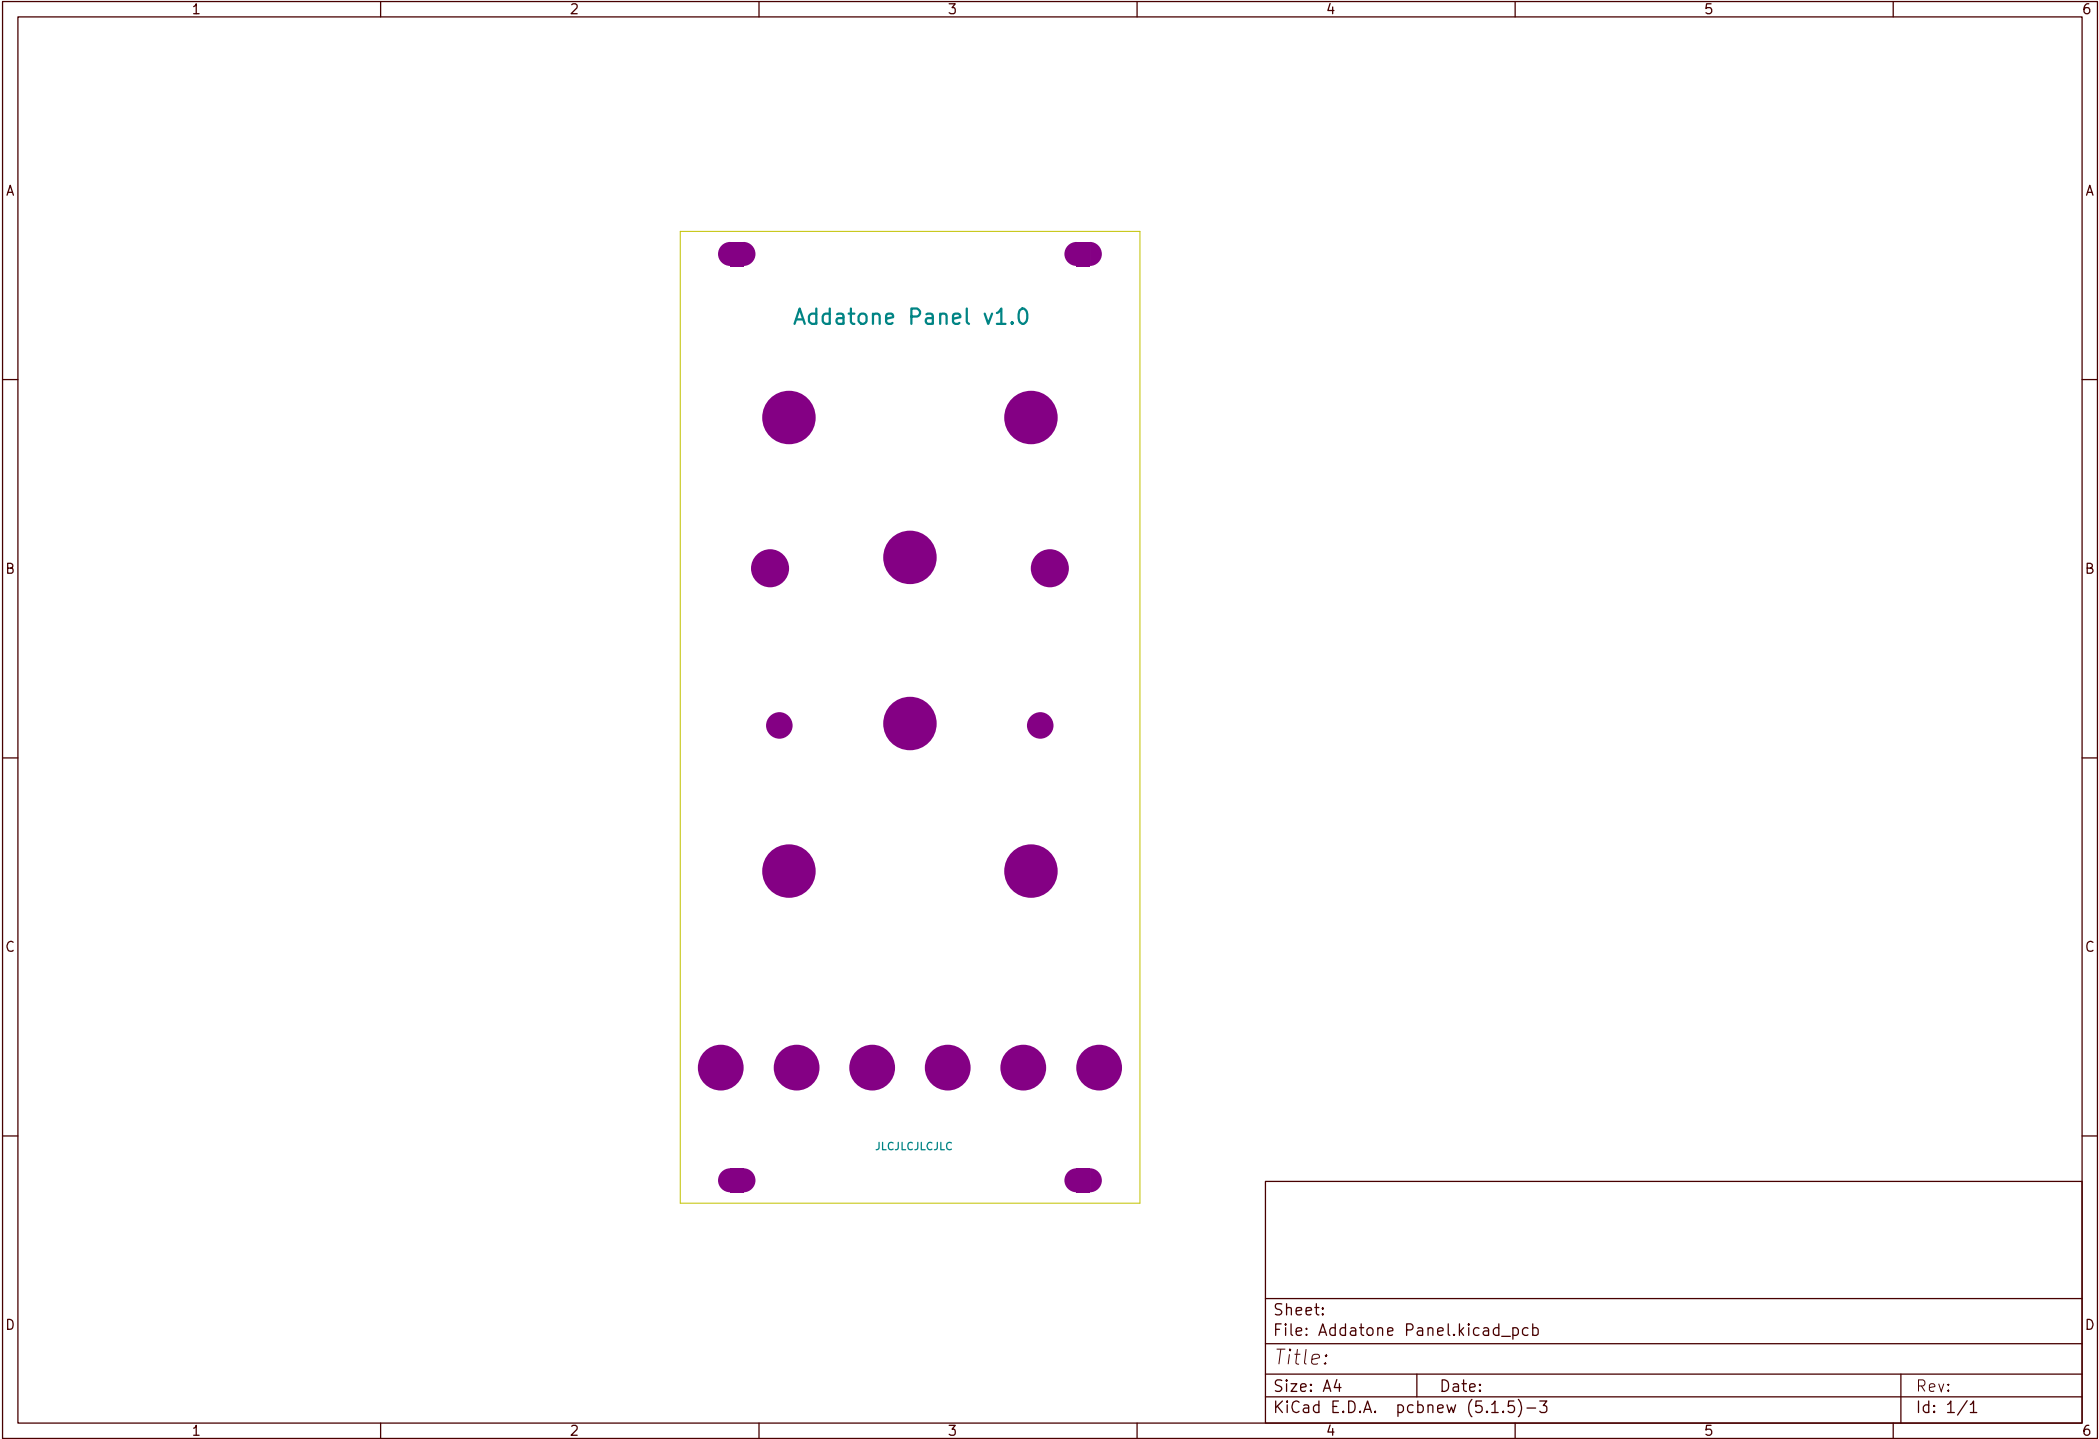 1 2 3 4 5 6
A A
Addatone Panel v1.0
B B
C C
JLCJLCJLCJLC
Sheet:
File: Addatone Panel.kicad_pcb
D D
Title:
Size: A4 Date: Rev:
KiCad E.D.A. pcbnew (5.1.5)-3 Id: 1/1
1 2 3 4 5 6